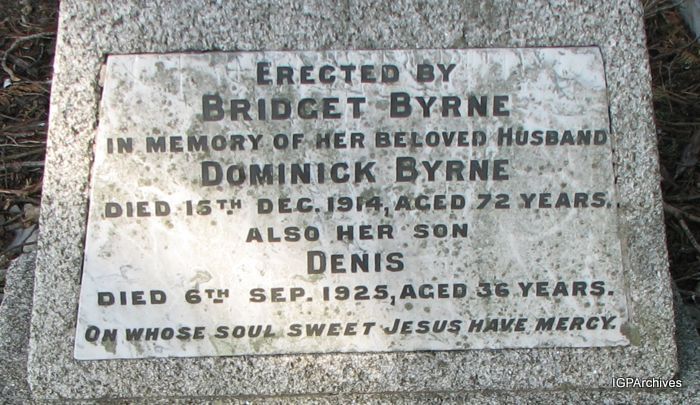 ERECTED BY
BRIDGET BYRNE
IN MEMORY OF HER BELOVED HUSBAND
DOMINICK BYRNE
DIED 15TH DEC. 1914, AGED 72 YEARS.
ALSO HER SON
DENIS
DIED 6TH SEP. 1925, AGED 36 YEARS.
ON WHOSE SOUL SWEET JESUS HAVE MERCY.
IGPArchives